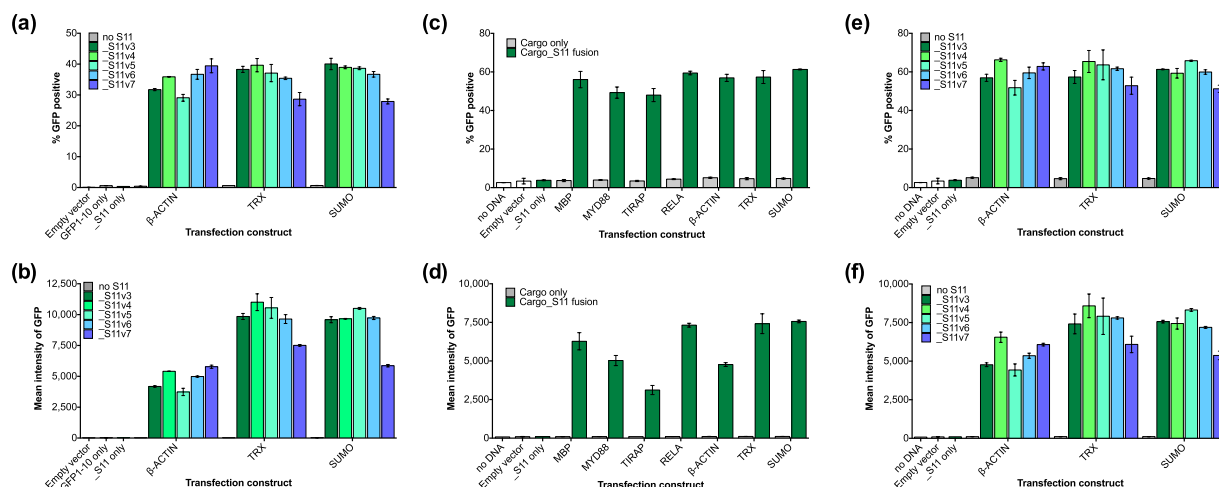 (a)
% GFP positive
50
40
30
20
10
0
no S11
_S11v3
_S11v4
_S11v5
_S11v6
_S11v7
Empty vector
GFP1-10 only
_S11 only
β-ACTIN
TRX
SUMO
Transfection construct
(c)
% GFP positive
80
60
40
20
0
Cargo only
Cargo_S11 fusion
no DNA
Empty vector
_S11 only
MBP
MYD88
TIRAP
RELA
β-ACTIN
TRX
SUMO
Transfection construct
(e)
% GFP positive
80
60
40
20
0
no S11
_S11v3
_S11v4
_S11v5
_S11v6
_S11v7
no DNA
Empty vector
_S11 only
β-ACTIN
TRX
SUMO
Transfection construct
(b)
Mean intensity of GFP
12,500
10,000
7,500
5,000
2,500
0
no S11
_S11v3
_S11v4
_S11v5
_S11v6
_S11v7
Empty vector
GFP1-10 only
_S11 only
β-ACTIN
TRX
SUMO
Transfection construct
(d)
Mean intensity of GFP
10,000
7,500
5,000
2,500
0
Cargo only
Cargo_S11 fusion
no DNA
Empty vector
_S11 only
MBP
MYD88
TIRAP
RELA
β-ACTIN
TRX
SUMO
Transfection construct
(f)
Mean intensity of GFP
10,000
7,500
5,000
2,500
0
no S11
_S11v3
_S11v4
_S11v5
_S11v6
_S11v7
no DNA
Empty vector
_S11 only
β-ACTIN
TRX
SUMO
Transfection construct